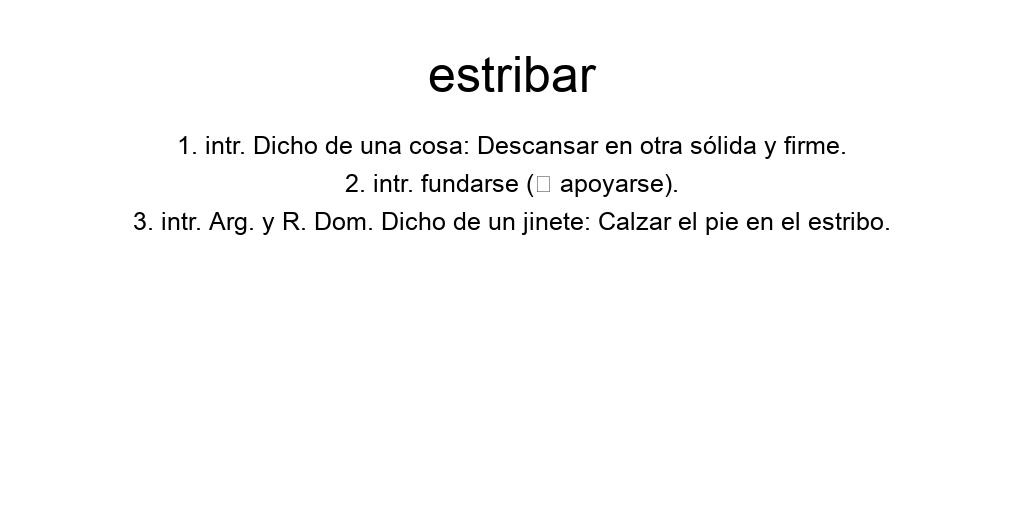 estribar
1. intr. Dicho de una cosa: Descansar en otra sólida y firme.
2. intr. fundarse (□ apoyarse).
3. intr. Arg. y R. Dom. Dicho de un jinete: Calzar el pie en el estribo.